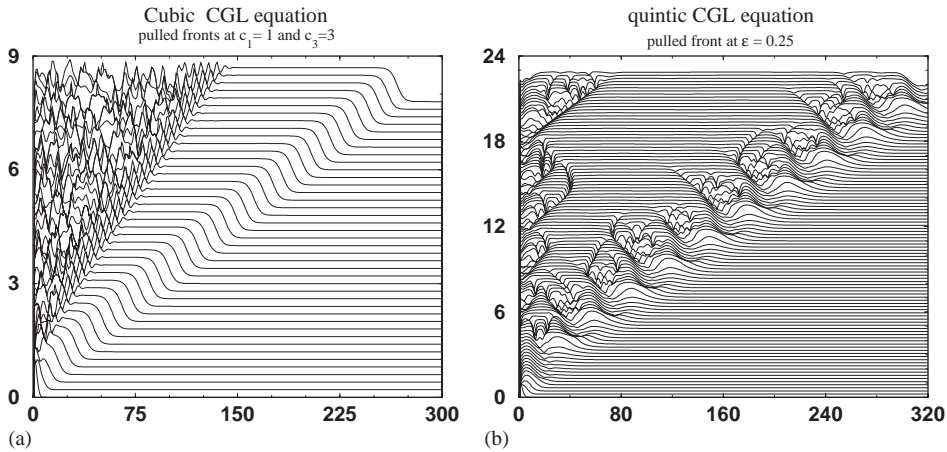 Cubic CGL equation
pulled fronts at c1= 1 and c3=3
9
6
3
0
0 75 150 225 300
(a)
quintic CGL equation
pulled front at ε = 0.25
24
18
12
6
0
0 80 160 240 320
(b)